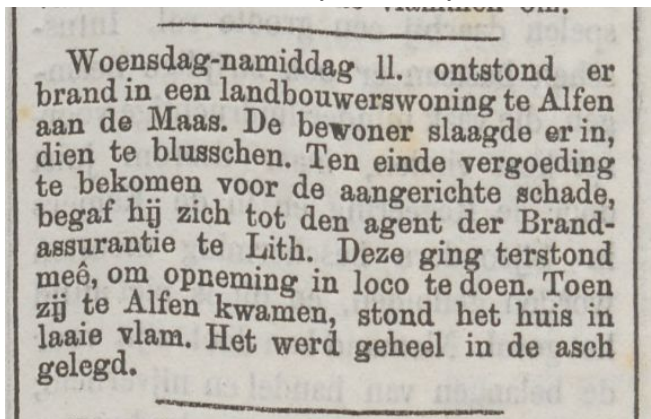 Woensdag-namiddag ll. ontstond er
brand in een landbouwerswoning te Alfen
aan de Maas. De bewoner slaagde er in,
dien te blusschen. Ten einde vergoeding
te bekomen voor de aangerichte schade,
begaf hij zich tot den agent der Brand-
assurantie te Lith. Deze ging terstond
meê, om opneming in loco te doen. Toen
zij te Alfen kwamen, stond het huis in
laaie vlam. Het werd geheel in de asch
gelegd.